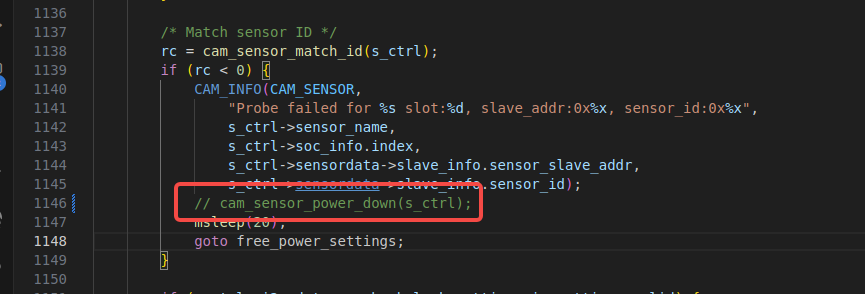 1136
1137 /* Match sensor ID */
1138 rc = cam_sensor_match_id(s_ctrl);
1139 if (rc < 0) {
1140 CAM_INFO(CAM_SENSOR,
1141 "Probe failed for %s slot:%d, slave_addr:0x%x, sensor_id:0x%x",
1142 s_ctrl->sensor_name,
1143 s_ctrl->soc_info.index,
1144 s_ctrl->sensordata->slave_info.sensor_slave_addr,
1145 s_ctrl->sensordata->slave_info.sensor_id);
1146 // cam_sensor_power_down(s_ctrl);
1147 msleep(20);
1148 goto free_power_settings;
1149 }
1150